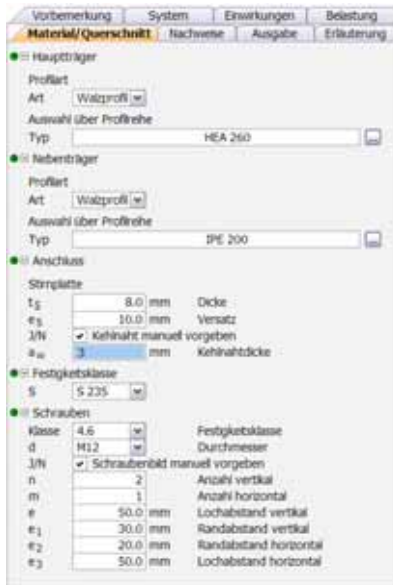 Vorbemerkung System Einwirkungen Belastung
Material/Querschnitt Nachweise Ausgabe Erläuterung
Hauptträger
Profilart
Art Walzprofil
Auswahl über Profilreihe
Typ HEA 260
Nebenträger
Profilart
Art Walzprofil
Auswahl über Profilreihe
Typ IPE 200
Anschluss
Stirnplatte
ts 8.0 mm Dicke
es 10.0 mm Versatz
J/N Kehlnaht manuell vorgeben
aw 3 mm Kehlnahtdicke
Festigkeitsklasse
S S 235
Schrauben
Klasse 4.6 Festigkeitsklasse
d M12 Durchmesser
J/N Schraubenbild manuell vorgeben
n 2 Anzahl vertikal
m 1 Anzahl horizontal
e 50.0 mm Lochabstand vertikal
e1 30.0 mm Randabstand vertikal
e2 20.0 mm Randabstand horizontal
e3 50.0 mm Lochabstand horizontal